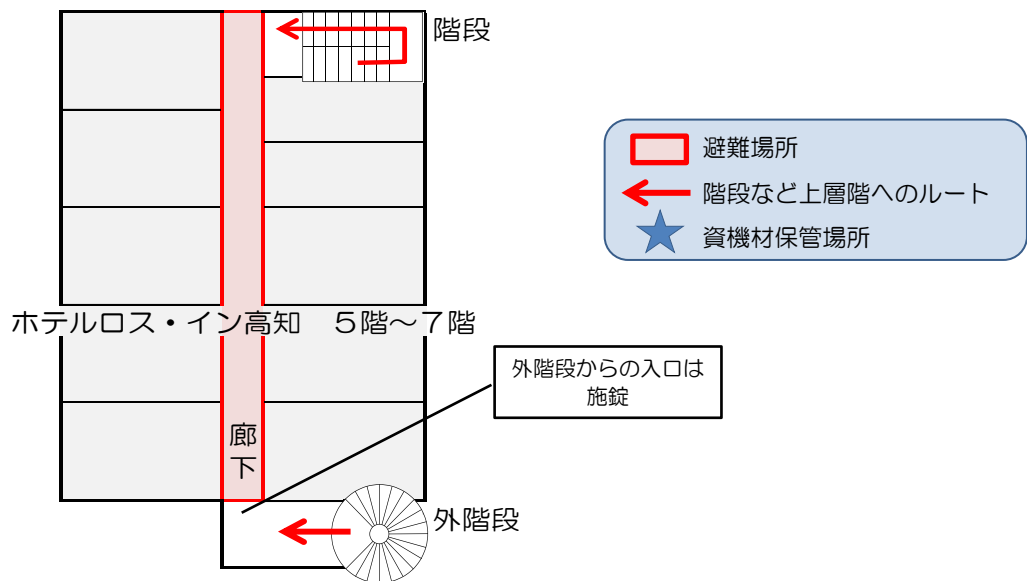 階段
避難場所
階段など上層階へのルート
資機材保管場所
ホテルロス・イン高知　５階～７階
外階段からの入口は
施錠
廊下
外階段